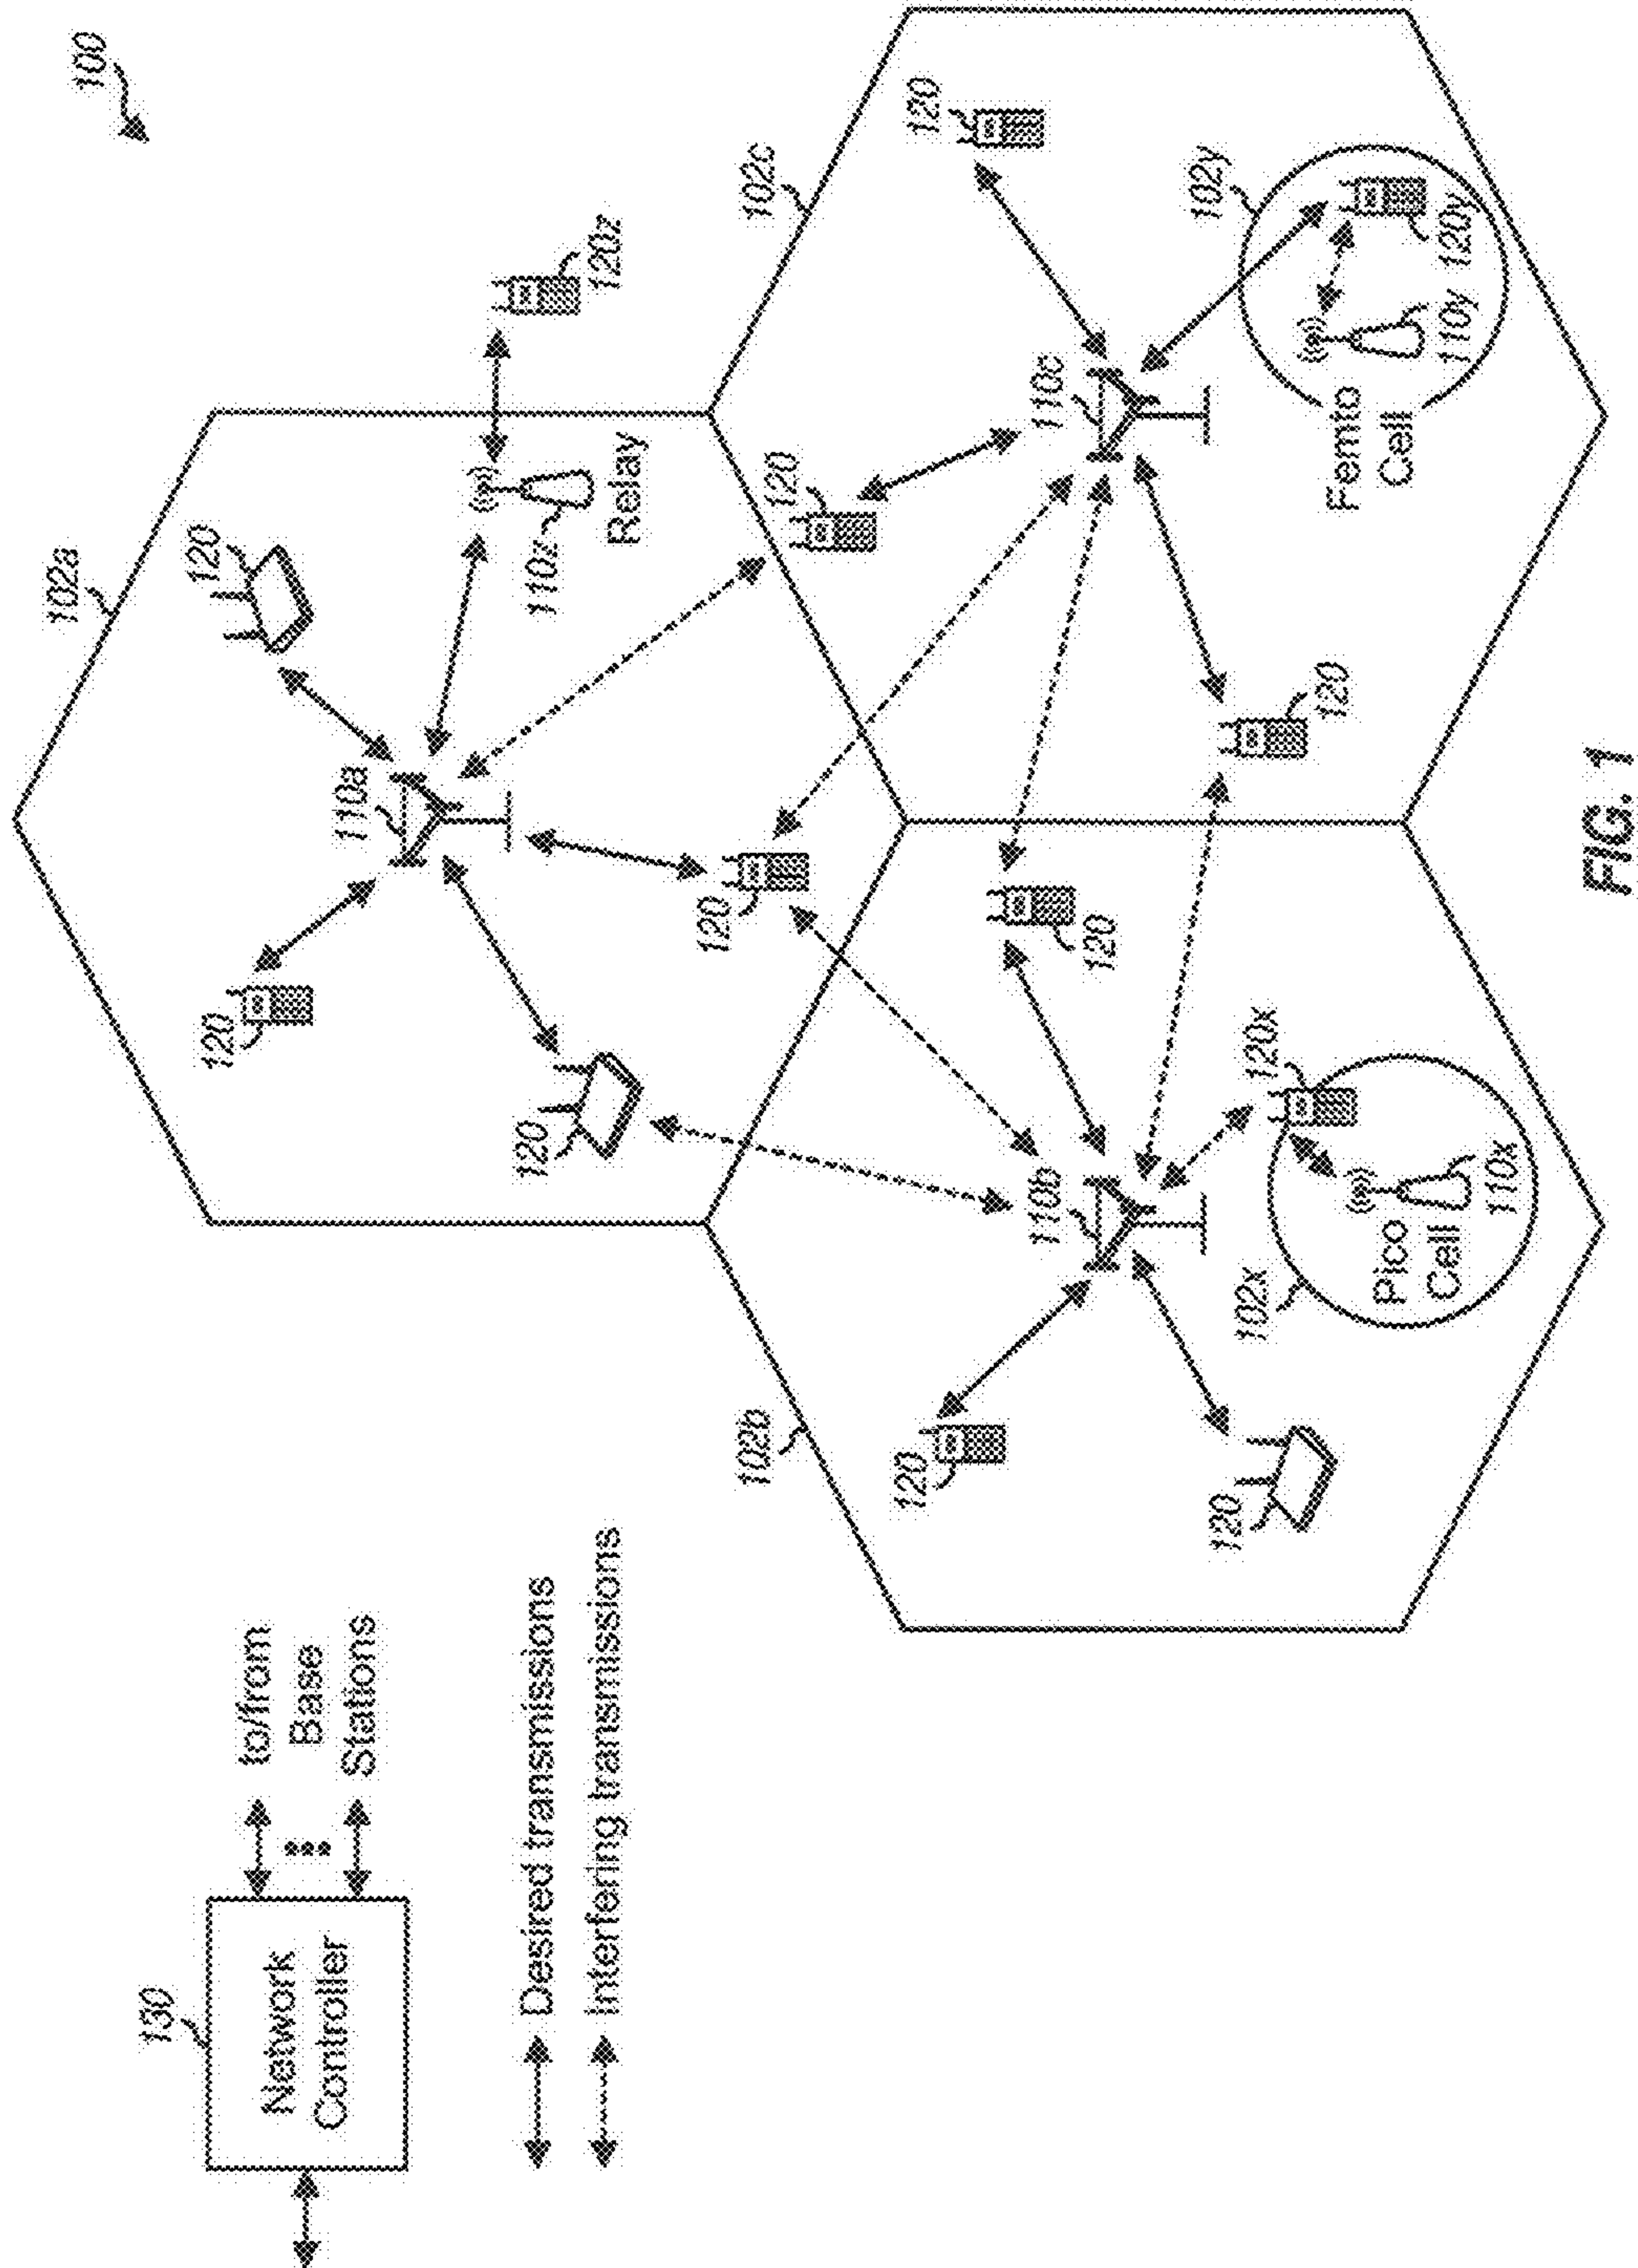 100
130
Network
Controller
to/from
Base
Stations
Desired transmissions
Interfering transmissions
102a
120
120
110a
120
110z
Relay
120z
120
120
102b
120
110b
120
120
102x
Pico
Cell
110x
120x
102c
120
110c
120
120
102y
Femto
Cell
110y
120y
FIG. 1